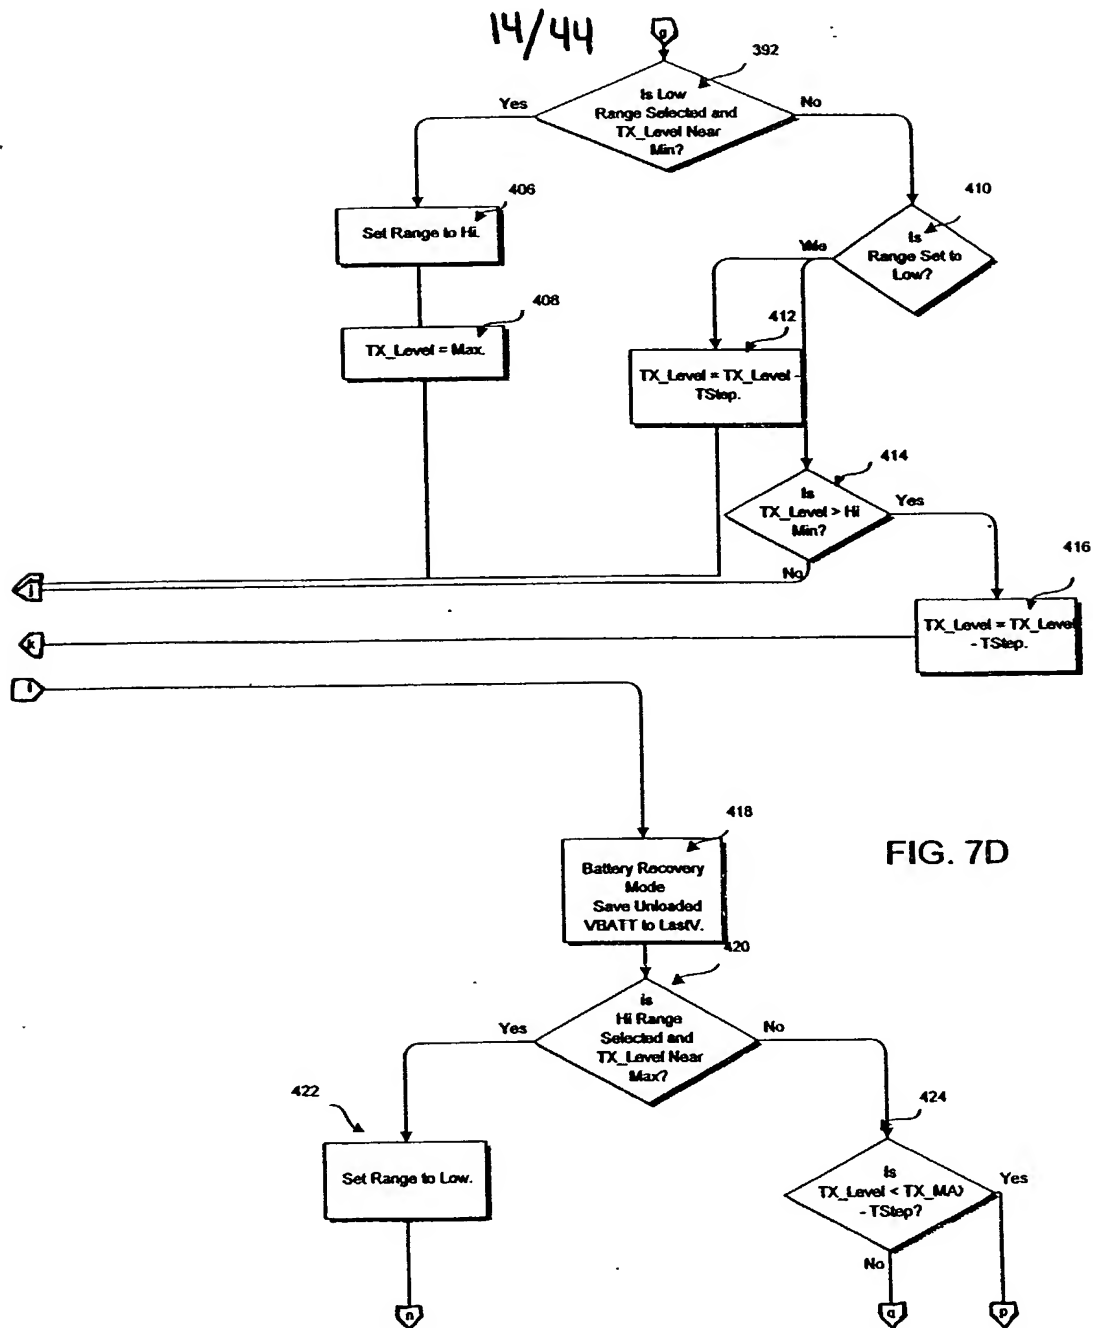 14/44
392
Is Low
Range Selected and
TX_Level Near
Min?
Yes
No
406
Set Range to Hi.
410
Is
Range Set to
Low?
408
TX_Level = Max.
412
TX_Level = TX_Level -
TStep.
414
Is
TX_Level > Hi
Min?
Yes
No
416
TX_Level = TX_Level
- TStep.
j
k
418
Battery Recovery
Mode
Save Unloaded
VBATT to LastV.
FIG. 7D
420
is
Hi Range
Selected and
TX_Level Near
Max?
Yes
No
422
Set Range to Low.
424
Is
TX_Level < TX_MAX
- TStep?
Yes
No
n
q
p